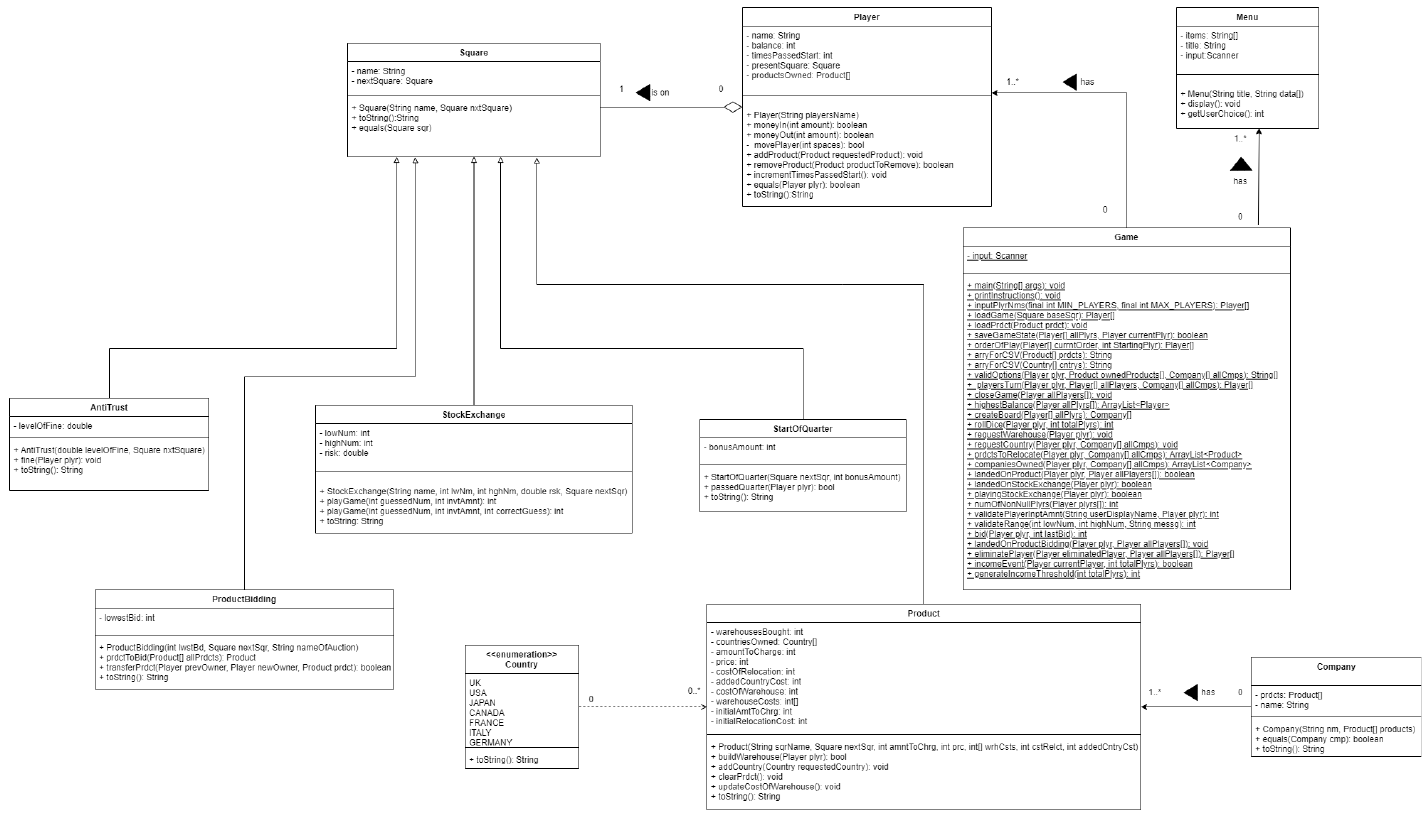 Player
- name: String
- balance: int
- timesPassedStart: int
- presentSquare: Square
- productsOwned: Product[]
+ Player(String playersName)
+ moneyIn(int amount): boolean
+ moneyOut(int amount): boolean
- movePlayer(int spaces): bool
+ addProduct(Product requestedProduct): void
+ removeProduct(Product productToRemove): boolean
+ incrementTimesPassedStart(): void
+ equals(Player plyr): boolean
+ toString():String
Menu
- items: String[]
- title: String
- input:Scanner
+ Menu(String title, String data[])
+ display(): void
+ getUserChoice(): int
Square
- name: String
- nextSquare: Square
+ Square(String name, Square nxtSquare)
+ toString():String
+ equals(Square sqr)
1
is on
0
1..*
has
0
1..*
has
0
Game
- input: Scanner
+ main(String[] args): void
+ printInstructions(): void
+ inputPlyrNms(final int MIN_PLAYERS, final int MAX_PLAYERS): Player[]
+ loadGame(Square baseSqr): Player[]
+ loadPrdct(Product prdct): void
+ saveGameState(Player[] allPlyrs, Player currentPlyr): boolean
+ orderOfPlay(Player[] currntOrder, int StartingPlyr): Player[]
+ arryForCSV(Product[] prdcts): String
+ arryForCSV(Country[] cntrys): String
+ validOptions(Player plyr, Product ownedProducts[], Company[] allCmps): String[]
+ playersTurn(Player plyr, Player[] allPlayers, Company[] allCmps): Player[]
+ closeGame(Player allPlayers[]): void
+ highestBalance(Player allPlyrs[]): ArrayList<Player>
+ createBoard(Player[] allPlyrs): Company[]
+ rollDice(Player plyr, int totalPlyrs): int
+ requestWarehouse(Player plyr): void
+ requestCountry(Player plyr, Company[] allCmps): void
+ prdctsToRelocate(Player plyr, Company[] allCmps): ArrayList<Product>
+ companiesOwned(Player plyr, Company[] allCmps): ArrayList<Company>
+ landedOnProduct(Player plyr, Player allPlayers[]): boolean
+ landedOnStockExchange(Player plyr): boolean
+ playingStockExchange(Player plyr): boolean
+ numOfNonNullPlyrs(Player plyrs[]): int
+ validatePlayerInptAmnt(String userDisplayName, Player plyr): int
+ validateRange(int lowNum, int highNum, String messg): int
+ bid(Player plyr, int lastBid): int
+ landedOnProductBidding(Player plyr, Player allPlayers[]): void
+ eliminatePlayer(Player eliminatedPlayer, Player allPlayers[]): Player[]
+ incomeEvent(Player currentPlayer, int totalPlyrs): boolean
+ generateIncomeThreshold(int totalPlyrs): int
AntiTrust
- levelOfFine: double
+ AntiTrust(double levelOfFine, Square nxtSquare)
+ fine(Player plyr): void
+ toString(): String
StockExchange
- lowNum: int
- highNum: int
- risk: double
+ StockExchange(String name, int lwNm, int hghNm, double rsk, Square nextSqr)
+ playGame(int guessedNum, int invtAmnt): int
+ playGame(int guessedNum, int invtAmnt, int correctGuess): int
+ toString: String
StartOfQuarter
- bonusAmount: int
+ StartOfQuarter(Square nextSqr, int bonusAmount)
+ passedQuarter(Player plyr): bool
+ toString(): String
ProductBidding
- lowestBid: int
+ ProductBidding(int lwstBd, Square nextSqr, String nameOfAuction)
+ prdctToBid(Product[] allPrdcts): Product
+ transferPrdct(Player prevOwner, Player newOwner, Product prdct): boolean
+ toString(): String
<<enumeration>>
Country
UK
USA
JAPAN
CANADA
FRANCE
ITALY
GERMANY
+ toString(): String
0
0..*
Product
- warehousesBought: int
- countriesOwned: Country[]
- amountToCharge: int
- price: int
- costOfRelocation: int
- addedCountryCost: int
- costOfWarehouse: int
- warehouseCosts: int[]
- initialAmtToChrg: int
- initialRelocationCost: int
+ Product(String sqrName, Square nextSqr, int amntToChrg, int prc, int[] wrhCsts, int cstRelct, int addedCntryCst)
+ buildWarehouse(Player plyr): bool
+ addCountry(Country requestedCountry): void
+ clearPrdct(): void
+ updateCostOfWarehouse(): void
+ toString(): String
1..*
has
0
Company
- prdcts: Product[]
- name: String
+ Company(String nm, Product[] products)
+ equals(Company cmp): boolean
+ toString(): String